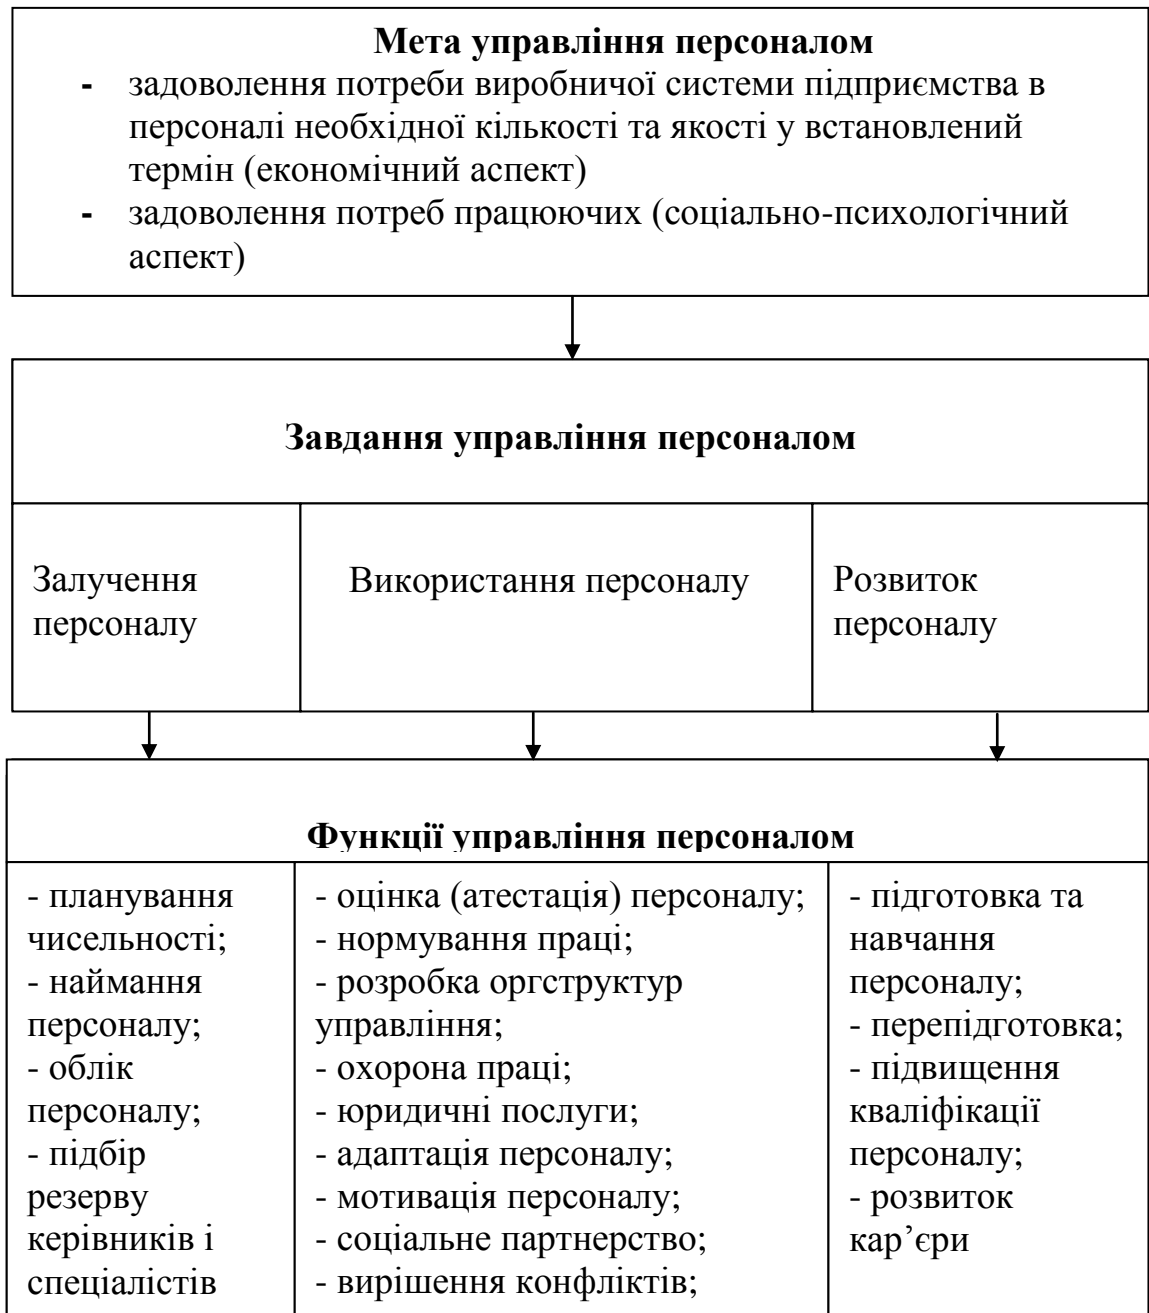 Мета управління персоналом
- задоволення потреби виробничої системи підприємства в
персоналі необхідної кількості та якості у встановлений
термін (економічний аспект)
- задоволення потреб працюючих (соціально-психологічний
аспект)
Завдання управління персоналом
Залучення
персоналу
Використання персоналу
Розвиток
персоналу
Функції управління персоналом
- планування
чисельності;
- наймання
персоналу;
- облік
персоналу;
- підбір
резерву
керівників і
спеціалістів
- оцінка (атестація) персоналу;
- нормування праці;
- розробка оргструктур
управління;
- охорона праці;
- юридичні послуги;
- адаптація персоналу;
- мотивація персоналу;
- соціальне партнерство;
- вирішення конфліктів;
- підготовка та
навчання
персоналу;
- перепідготовка;
- підвищення
кваліфікації
персоналу;
- розвиток
кар’єри